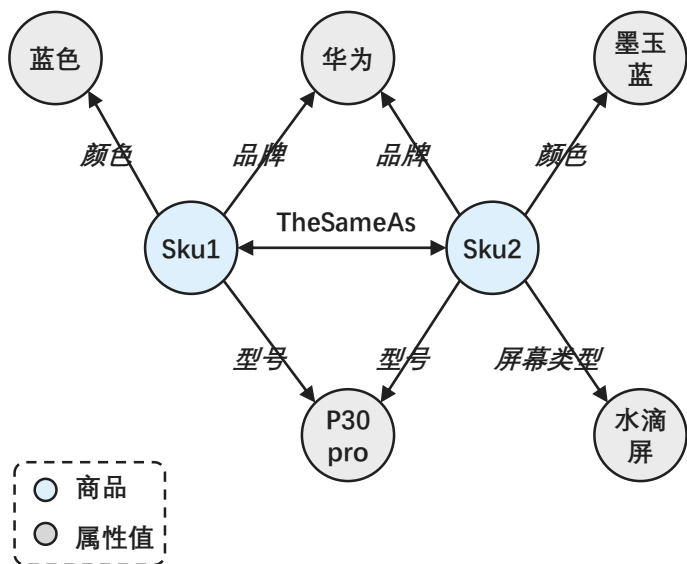 蓝色
华为
墨玉
蓝
颜色
品牌
品牌
颜色
TheSameAs
Sku1
Sku2
型号
型号
屏幕类型
P30
pro
水滴
屏
商品
属性值